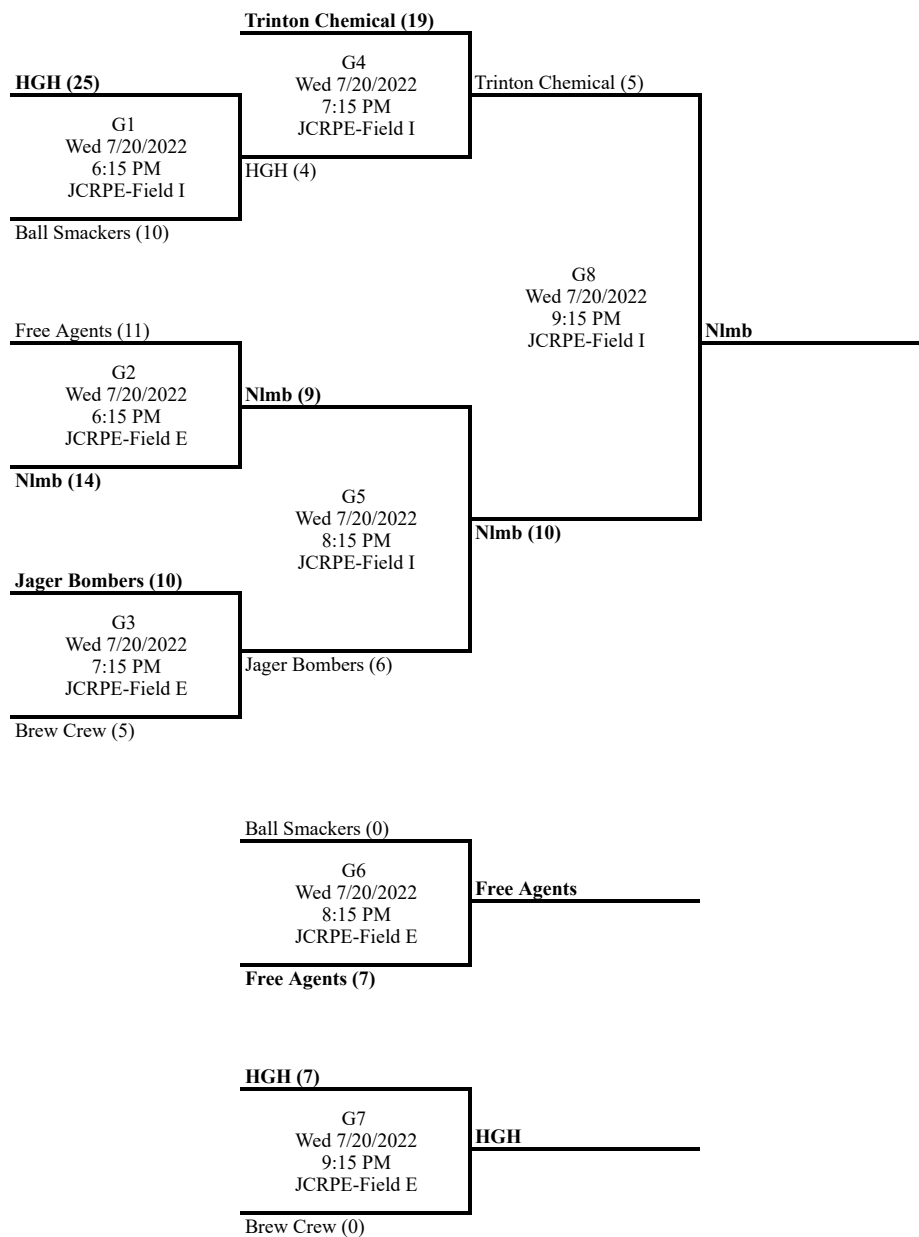 Trinton Chemical (19)
G4
Wed 7/20/2022
7:15 PM
JCRPE-Field I
HGH (4)
HGH (25)
G1
Wed 7/20/2022
6:15 PM
JCRPE-Field I
Ball Smackers (10)
Trinton Chemical (5)
G8
Wed 7/20/2022
9:15 PM
JCRPE-Field I
Nlmb (10)
Nlmb
Free Agents (11)
G2
Wed 7/20/2022
6:15 PM
JCRPE-Field E
Nlmb (14)
Nlmb (9)
G5
Wed 7/20/2022
8:15 PM
JCRPE-Field I
Jager Bombers (6)
Jager Bombers (10)
G3
Wed 7/20/2022
7:15 PM
JCRPE-Field E
Brew Crew (5)
Ball Smackers (0)
G6
Wed 7/20/2022
8:15 PM
JCRPE-Field E
Free Agents (7)
Free Agents
HGH (7)
G7
Wed 7/20/2022
9:15 PM
JCRPE-Field E
Brew Crew (0)
HGH